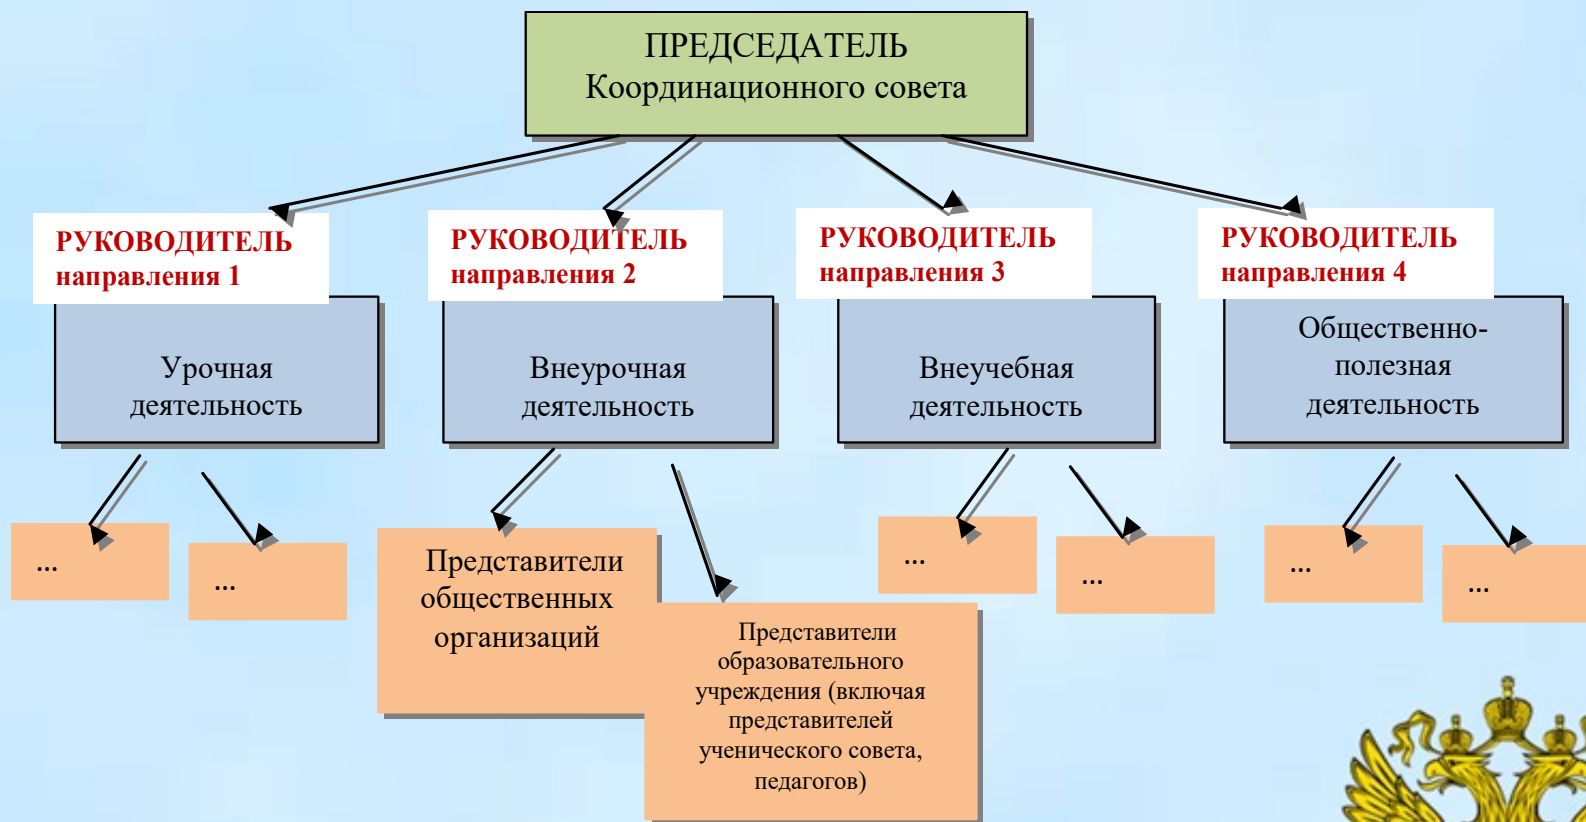 ПРЕДСЕДАТЕЛЬ
Координационного совета
РУКОВОДИТЕЛЬ
направления 1
РУКОВОДИТЕЛЬ
направления 2
РУКОВОДИТЕЛЬ
направления 3
РУКОВОДИТЕЛЬ
направления 4
Урочная
деятельность
Внеурочная
деятельность
Внеучебная
деятельность
Общественно-
полезная
деятельность
...
...
Представители
общественных
организаций
Представители
образовательного
учреждения (включая
представителей
ученического совета,
педагогов)
...
...
...
...